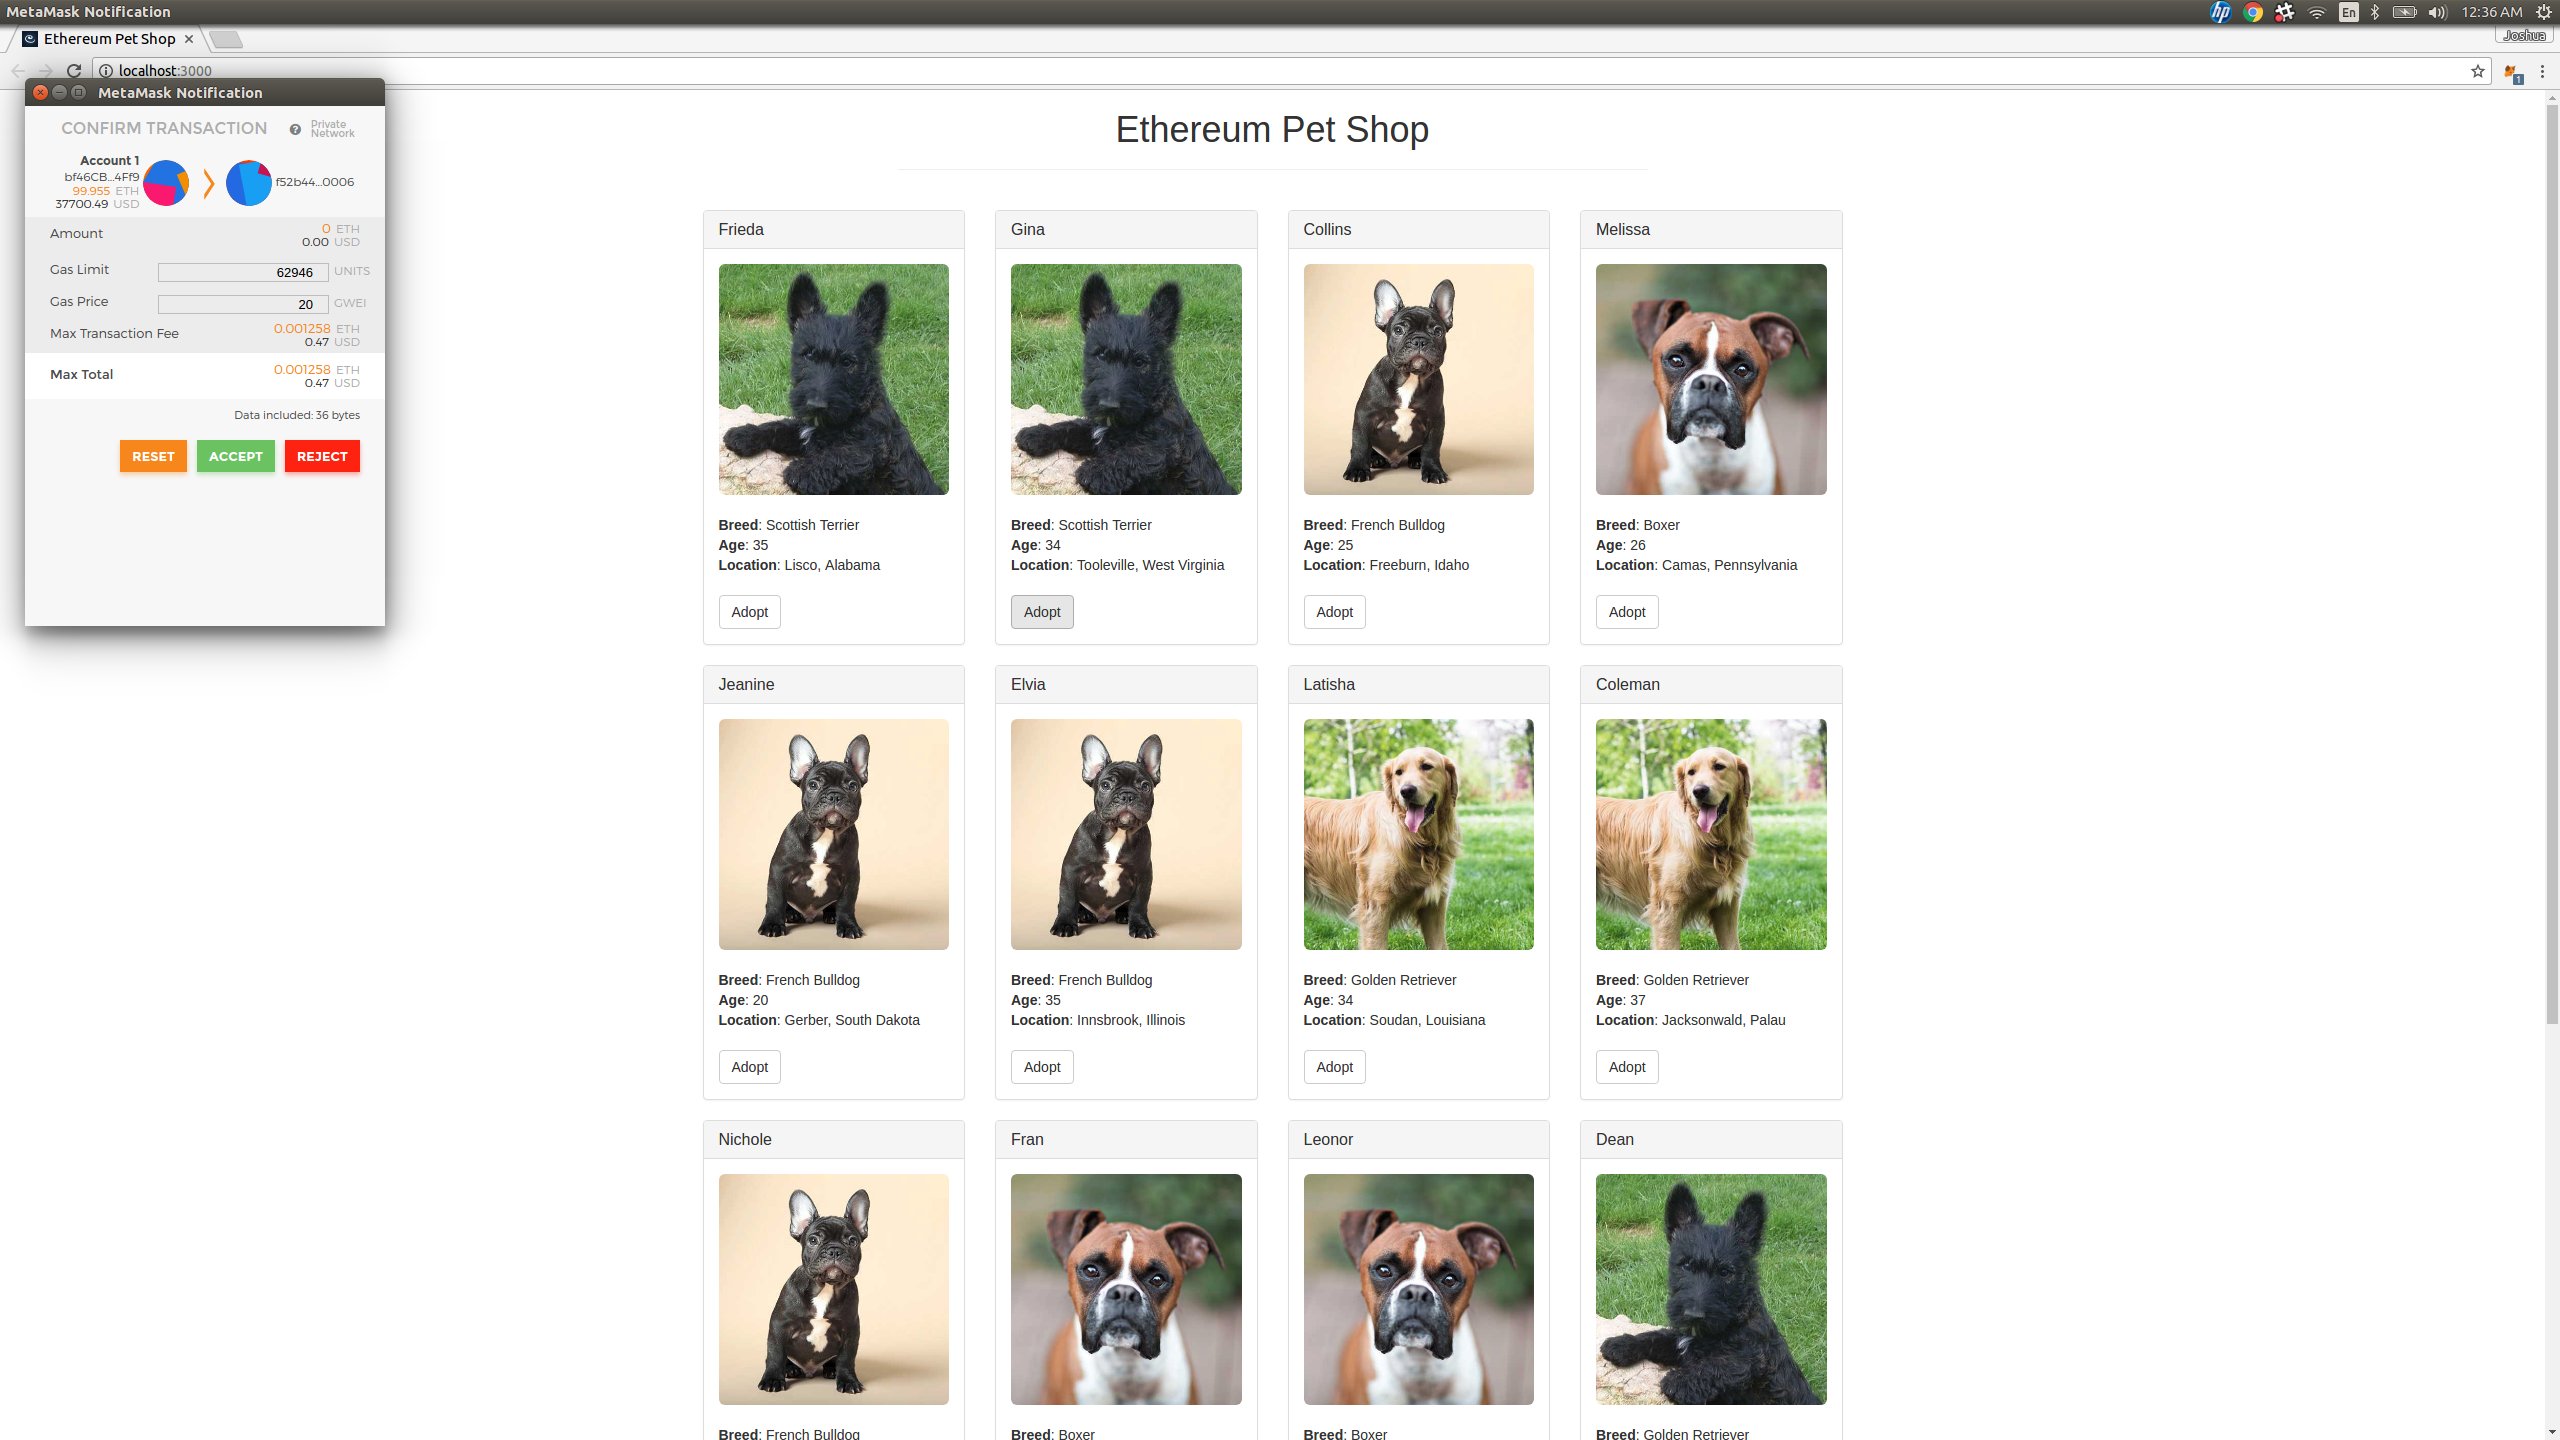 MetaMask Notification
En
12:36 AM
Ethereum Pet Shop
Joshua
localhost:3000
1
MetaMask Notification
CONFIRM TRANSACTION
Private
Network
Account 1
bf46CB...4Ff9
99.955 ETH
37700.49 USD
f52b44...0006
Amount
0 ETH
0.00 USD
Gas Limit
62946 UNITS
Gas Price
20 GWEI
Max Transaction Fee
0.001258 ETH
0.47 USD
Max Total
0.001258 ETH
0.47 USD
Data included: 36 bytes
RESET ACCEPT REJECT
Ethereum Pet Shop
Frieda
Breed: Scottish Terrier
Age: 35
Location: Lisco, Alabama
Adopt
Gina
Breed: Scottish Terrier
Age: 34
Location: Tooleville, West Virginia
Adopt
Collins
Breed: French Bulldog
Age: 25
Location: Freeburn, Idaho
Adopt
Melissa
Breed: Boxer
Age: 26
Location: Camas, Pennsylvania
Adopt
Jeanine
Breed: French Bulldog
Age: 20
Location: Gerber, South Dakota
Adopt
Elvia
Breed: French Bulldog
Age: 35
Location: Innsbrook, Illinois
Adopt
Latisha
Breed: Golden Retriever
Age: 34
Location: Soudan, Louisiana
Adopt
Coleman
Breed: Golden Retriever
Age: 37
Location: Jacksonwald, Palau
Adopt
Nichole
Breed: French Bulldog
Fran
Breed: Boxer
Leonor
Breed: Boxer
Dean
Breed: Golden Retriever